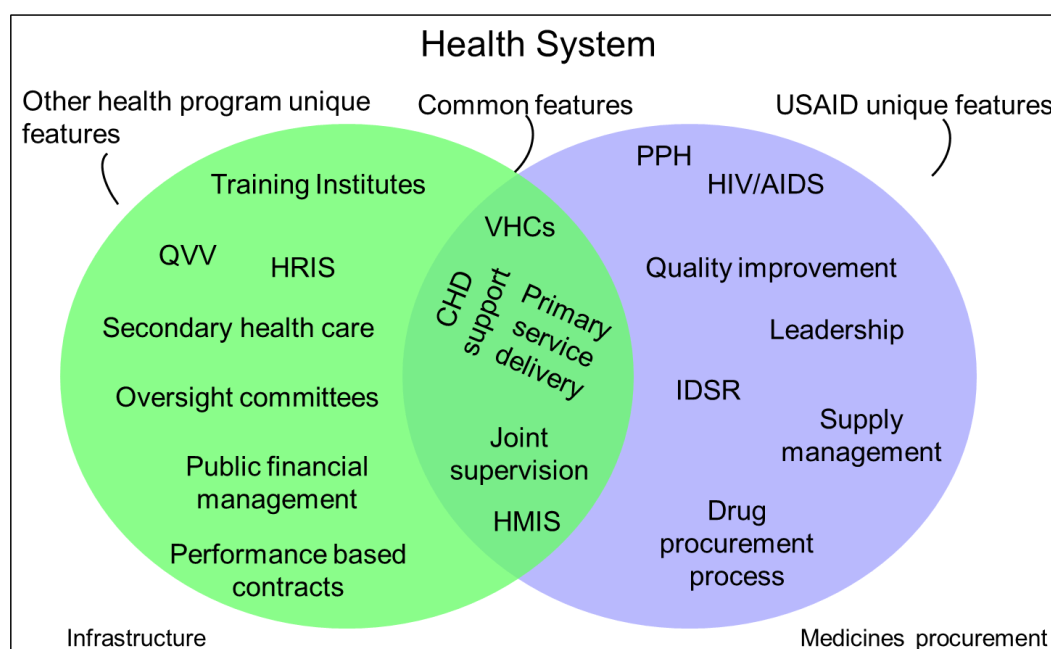 Health System
Other health program unique
features
Common features
USAID unique features
Training Institutes
QVV
HRIS
Secondary health care
Oversight committees
Public financial
management
Performance based
contracts
VHCs
CHD
support
Primary
service
delivery
Joint
supervision
HMIS
PPH
HIV/AIDS
Quality improvement
Leadership
IDSR
Supply
management
Drug
procurement
process
Infrastructure
Medicines procurement